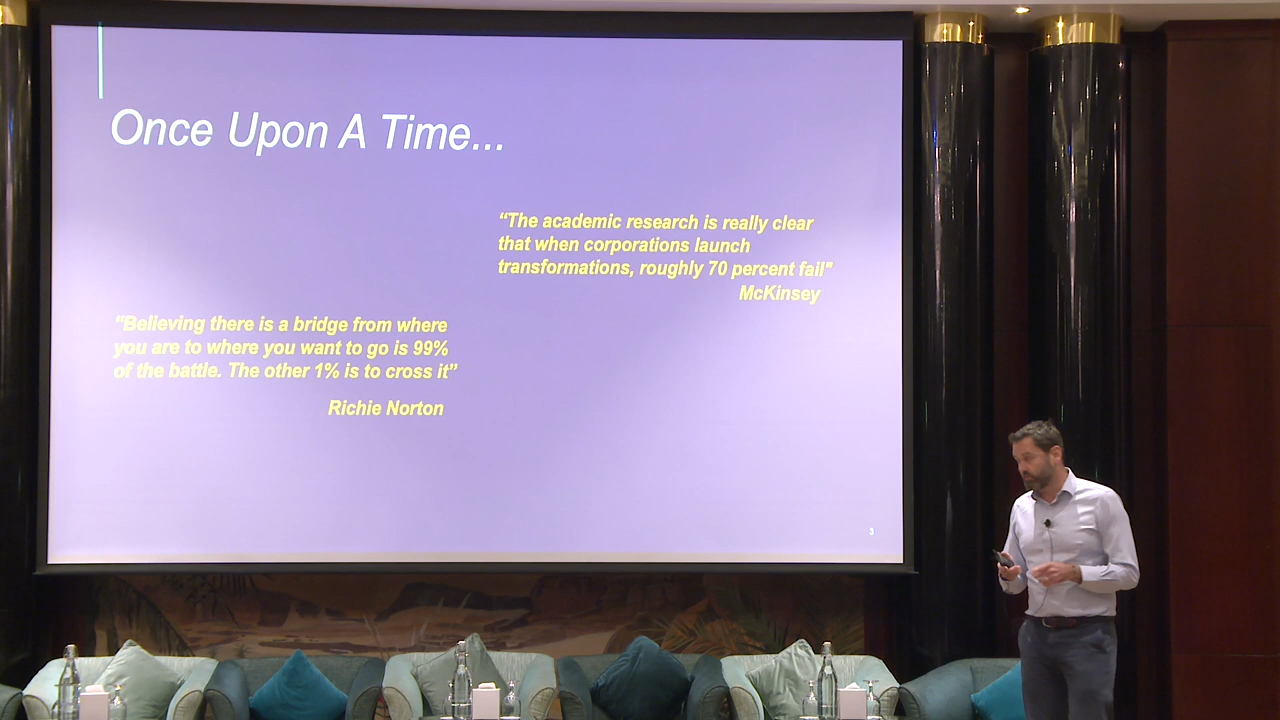 Once Upon A Time...
“The academic research is really clear
that when corporations launch
transformations, roughly 70 percent fail"
McKinsey
“Believing there is a bridge from where
you are to where you want to go is 99%
of the battle. The other 1% is to cross it”
Richie Norton
3